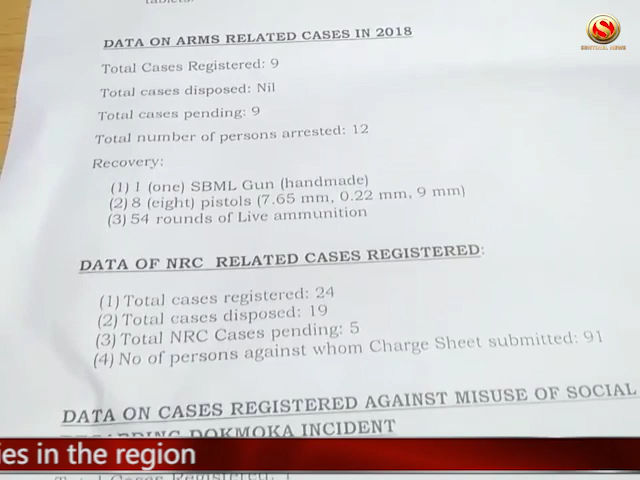 tablets.
SENTINEL NEWS
DATA ON ARMS RELATED CASES IN 2018
Total Cases Registered: 9
Total cases disposed: Nil
Total cases pending: 9
Total number of persons arrested: 12
Recovery:
(1) 1 (one) SBML Gun (handmade)
(2) 8 (eight) pistols (7.65 mm, 0.22 mm, 9 mm)
(3) 54 rounds of Live ammunition
DATA OF NRC RELATED CASES REGISTERED:
(1) Total cases registered: 24
(2) Total cases disposed: 19
(3) Total NRC Cases pending: 5
(4) No of persons against whom Charge Sheet submitted: 91
DATA ON CASES REGISTERED AGAINST MISUSE OF SOCIAL
REGARDING DOKMOKA INCIDENT
ies in the region